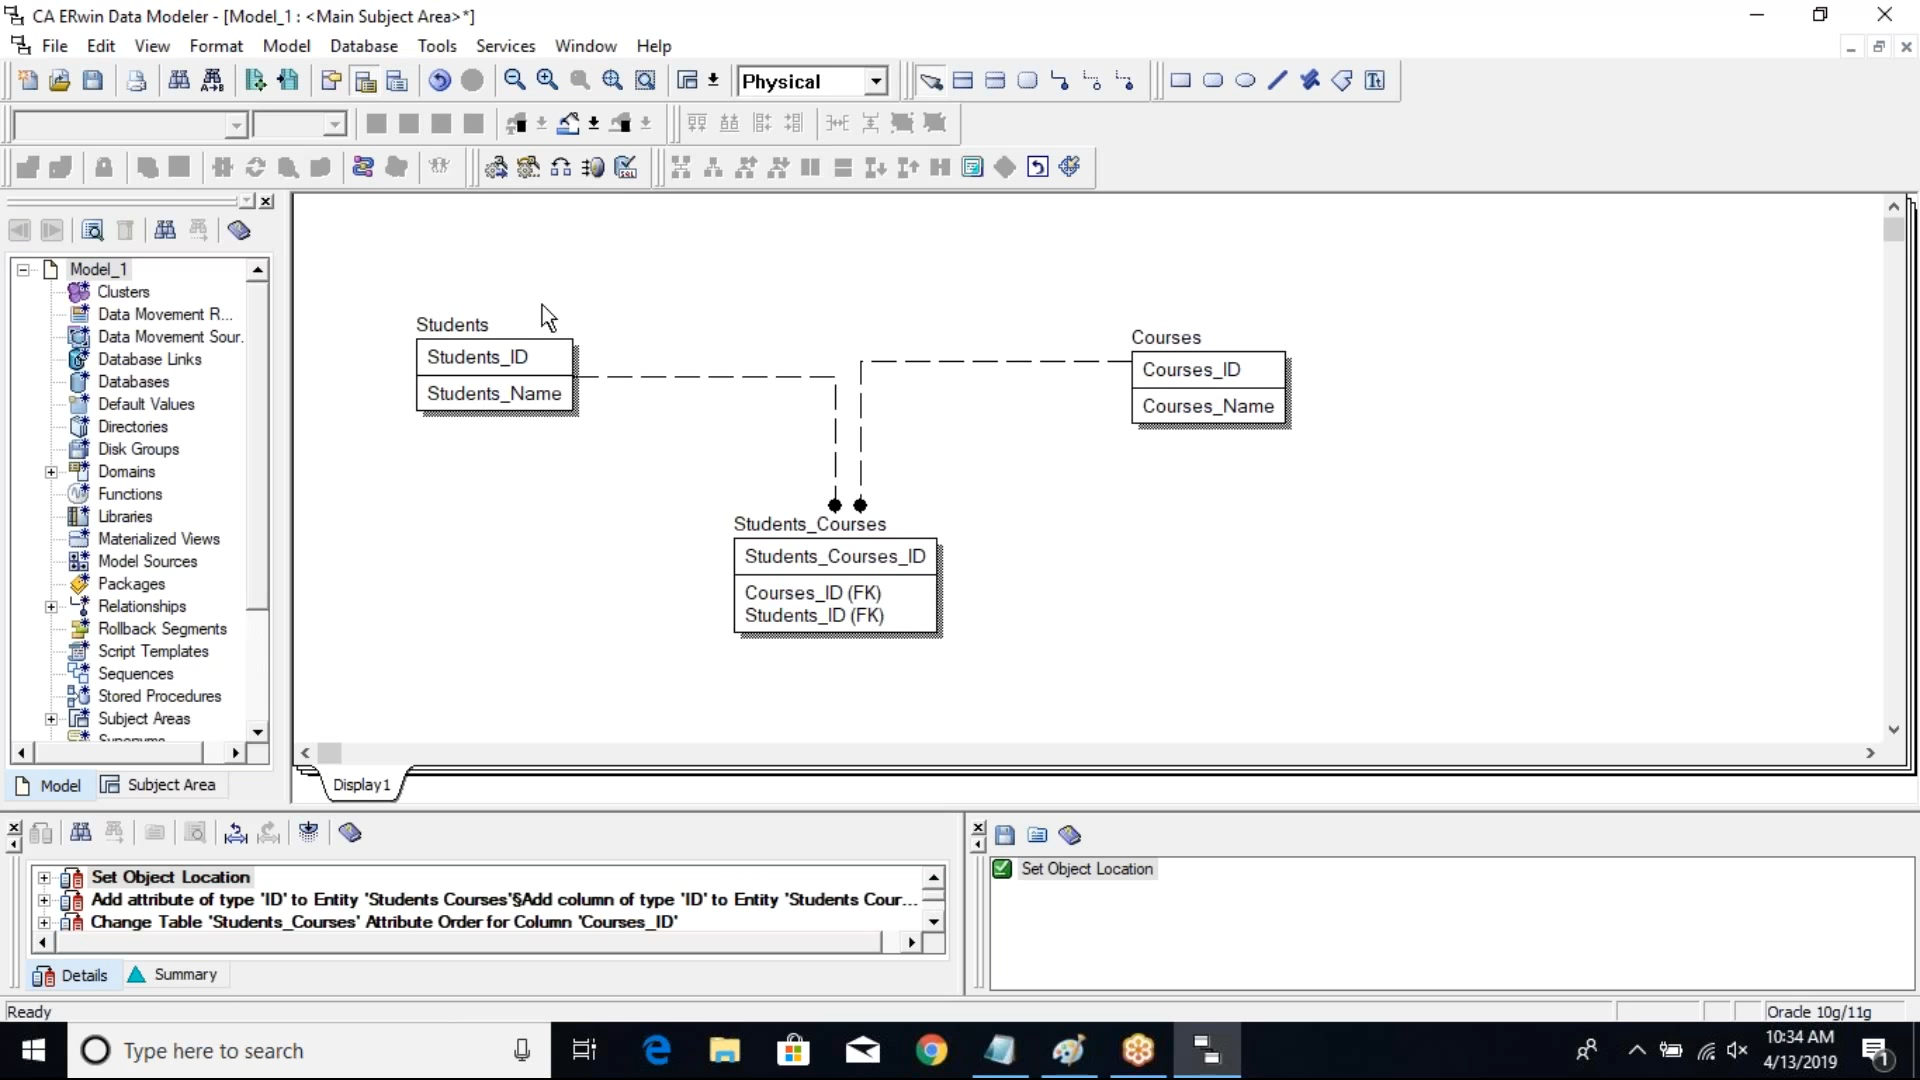 CA ERwin Data Modeler - [Model_1 : <Main Subject Area>*]
File Edit View Format Model Database Tools Services Window Help
Physical
Model_1
Clusters
Data Movement R...
Data Movement Sour.
Database Links
Databases
Default Values
Directories
Disk Groups
Domains
Functions
Libraries
Materialized Views
Model Sources
Packages
Relationships
Rollback Segments
Script Templates
Sequences
Stored Procedures
Subject Areas
Model Subject Area
Students
Students_ID
Students_Name
Courses
Courses_ID
Courses_Name
Students_Courses
Students_Courses_ID
Courses_ID (FK)
Students_ID (FK)
Display1
Set Object Location
Add attribute of type 'ID' to Entity 'Students Courses'§Add column of type 'ID' to Entity 'Students Cour...
Change Table 'Students_Courses' Attribute Order for Column 'Courses_ID'
Details Summary
Set Object Location
Ready
Oracle 10g/11g
Type here to search
10:34 AM
4/13/2019
1